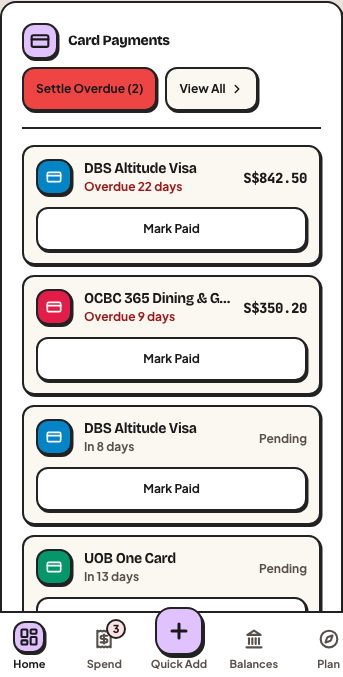 Card Payments
Settle Overdue (2)
View All
DBS Altitude Visa
S$842.50
Overdue 22 days
Mark Paid
OCBC 365 Dining & G...
S$350.20
Overdue 9 days
Mark Paid
DBS Altitude Visa
Pending
In 8 days
Mark Paid
UOB One Card
Pending
In 13 days
3
Home
Spend
Quick Add
Balances
Plan